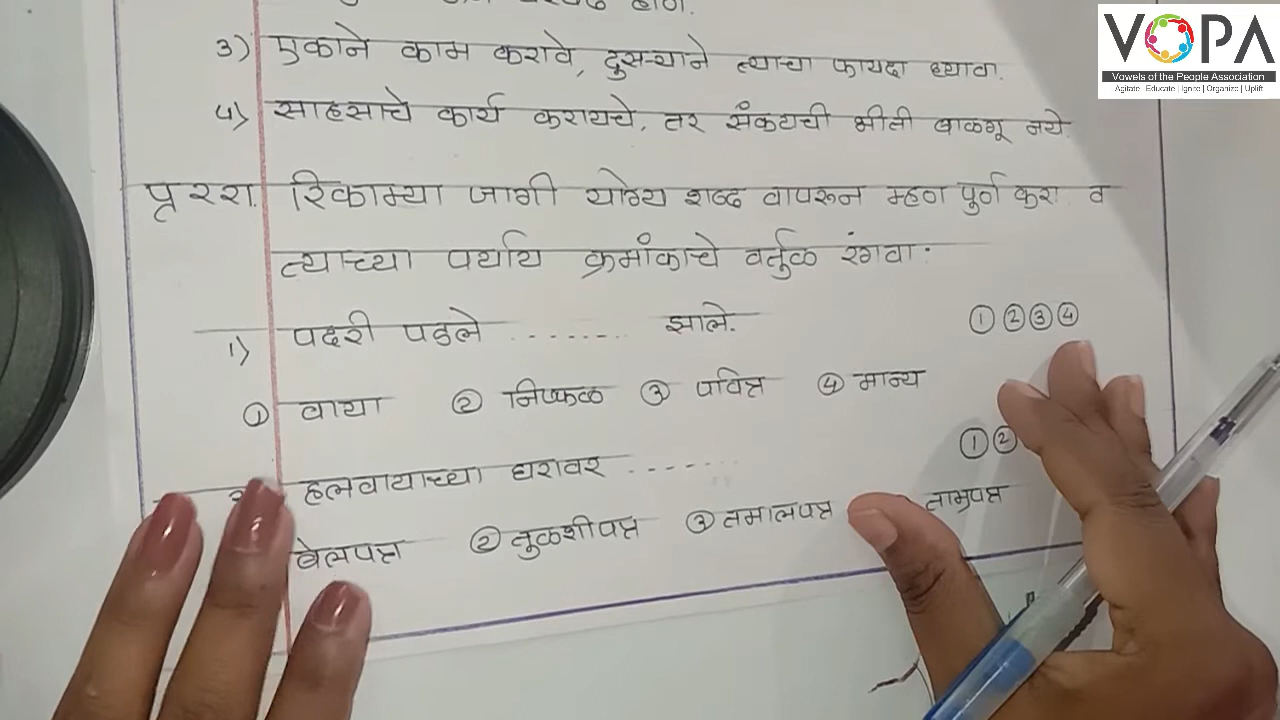 ३) एकाने काम करावे, दुसऱ्याने त्याचा फायदा घ्यावा.
४) साहसाचे कार्य करायचे, तर संकटाची भीती बाळगू नये.
रिकाम्या जागी योग्य शब्द वापरून म्हण पुर्ण करा व
त्याच्या पर्याय क्रमांकाचे वर्तुळ रंगवा.
१) पदरी पडले ....... झाले. ① ② ③ ④
① वाया ② निष्फळ ③ पवित्र ④ मान्य
हलवायाच्या घरावर ------ ① ②
बेलपत्र ② तुळशीपत्र ③ तमालपत्र ताम्रपत्र
VOPA
Vowels of the People Association
Agitate | Educate | Ignite | Organize | Uplift